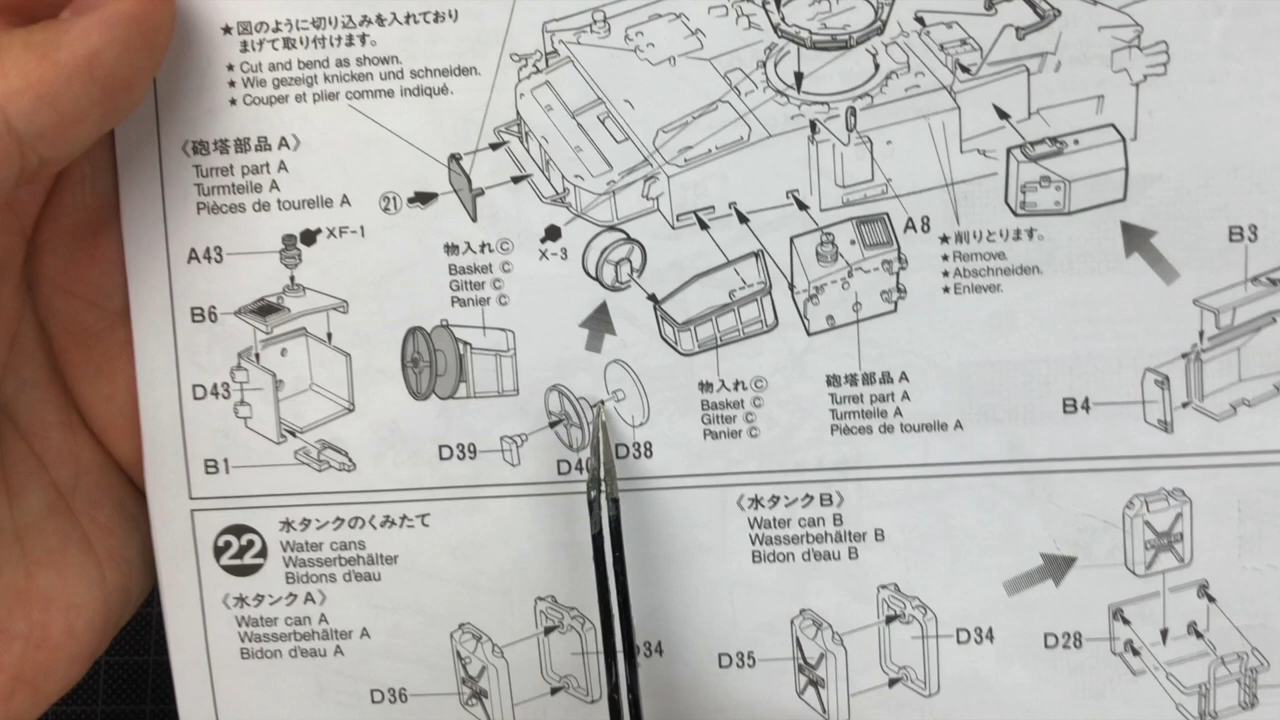 ★図のように切り込みを入れており
まげて取り付けます。
★Cut and bend as shown.
★Wie gezeigt knicken und schneiden.
★Couper et plier comme indiqué.
《砲塔部品A》
Turret part A
Turmteile A
Pièces de tourelle A
㉑
A43
XF-1
B6
D43
B1
物入れⒸ
Basket Ⓒ
Gitter Ⓒ
Panier Ⓒ
X-3
D39
D40
D38
物入れⒸ
Basket Ⓒ
Gitter Ⓒ
Panier Ⓒ
砲塔部品A
Turret part A
Turmteile A
Pièces de tourelle A
A8
★削りとります。
★Remove.
★Abschneiden.
★Enlever.
B3
B4
22
水タンクのくみたて
Water cans
Wasserbehälter
Bidons d'eau
《水タンクA》
Water can A
Wasserbehälter A
Bidon d'eau A
D36
34
《水タンクB》
Water can B
Wasserbehälter B
Bidon d'eau B
D35
D34
D28